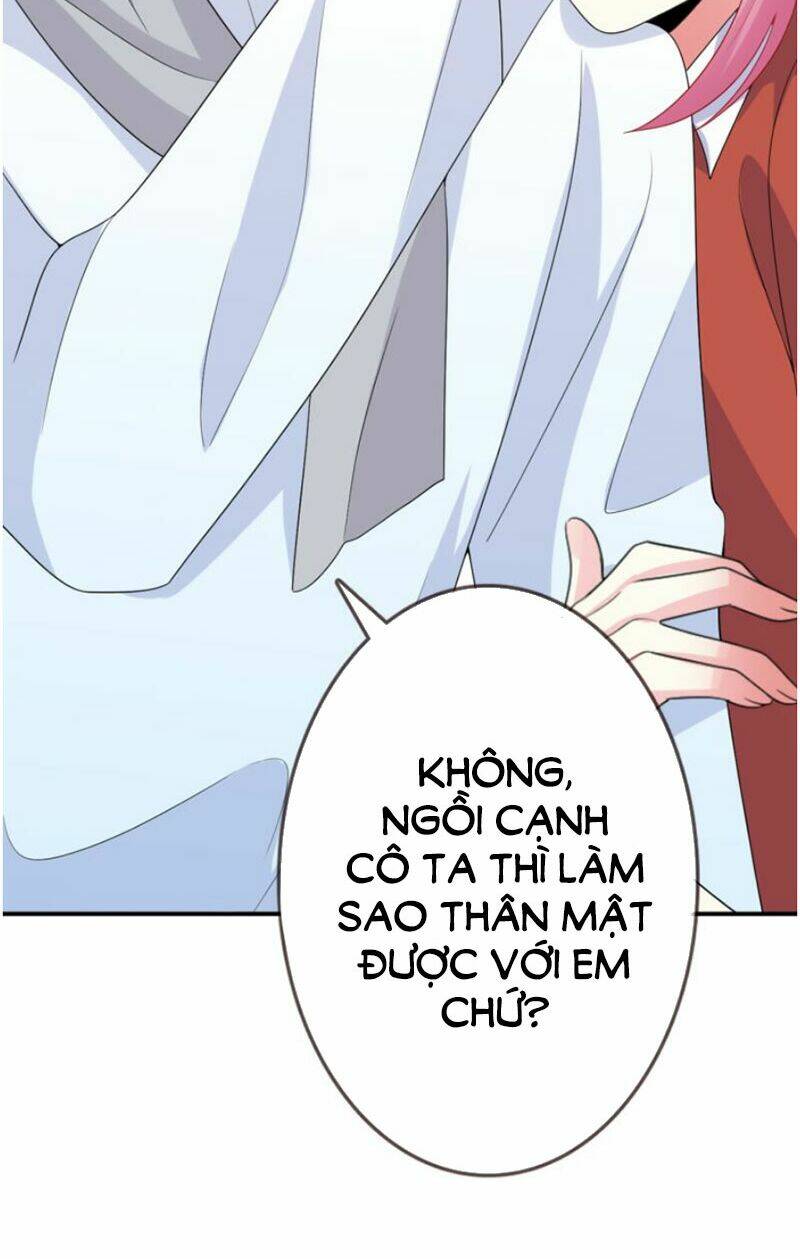 KHÔNG,
NGỒI CẠNH
CÔ TA THÌ LÀM
SAO THÂN MẬT
ĐƯỢC VỚI EM
CHỨ?